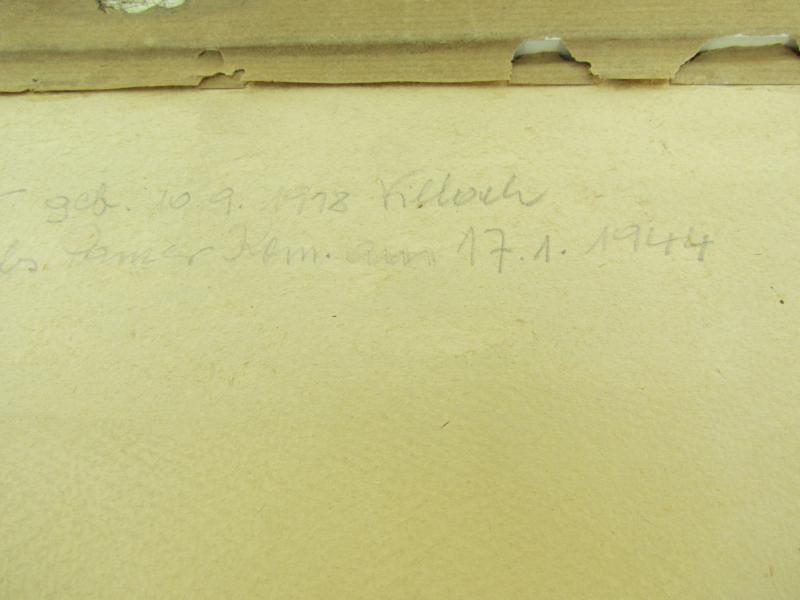 geb. 10. 9. 1918 Villach
Panzer Kom. am 17.1.1944